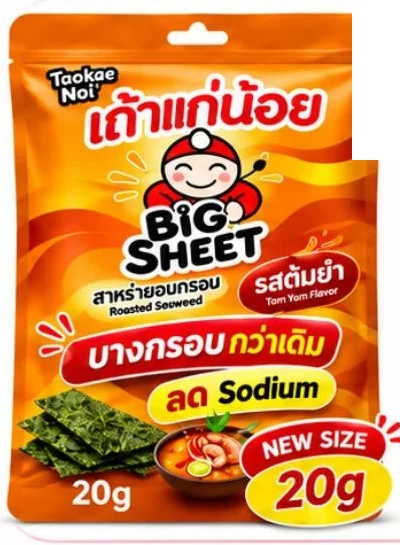 Taokae
Noi
เถ้าแก่น้อย
BIG
SHEET
สาหร่ายอบกรอบ
Roasted Seaweed
รสต้มยำ
Tom Yum Flavor
บางกรอบกว่าเดิม
ลด Sodium
20g
NEW SIZE
20g